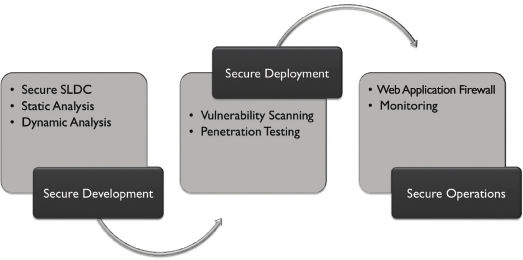 • Secure SLDC
• Static Analysis
• Dynamic Analysis
Secure Development
Secure Deployment
• Vulnerability Scanning
• Penetration Testing
• Web Application Firewall
• Monitoring
Secure Operations